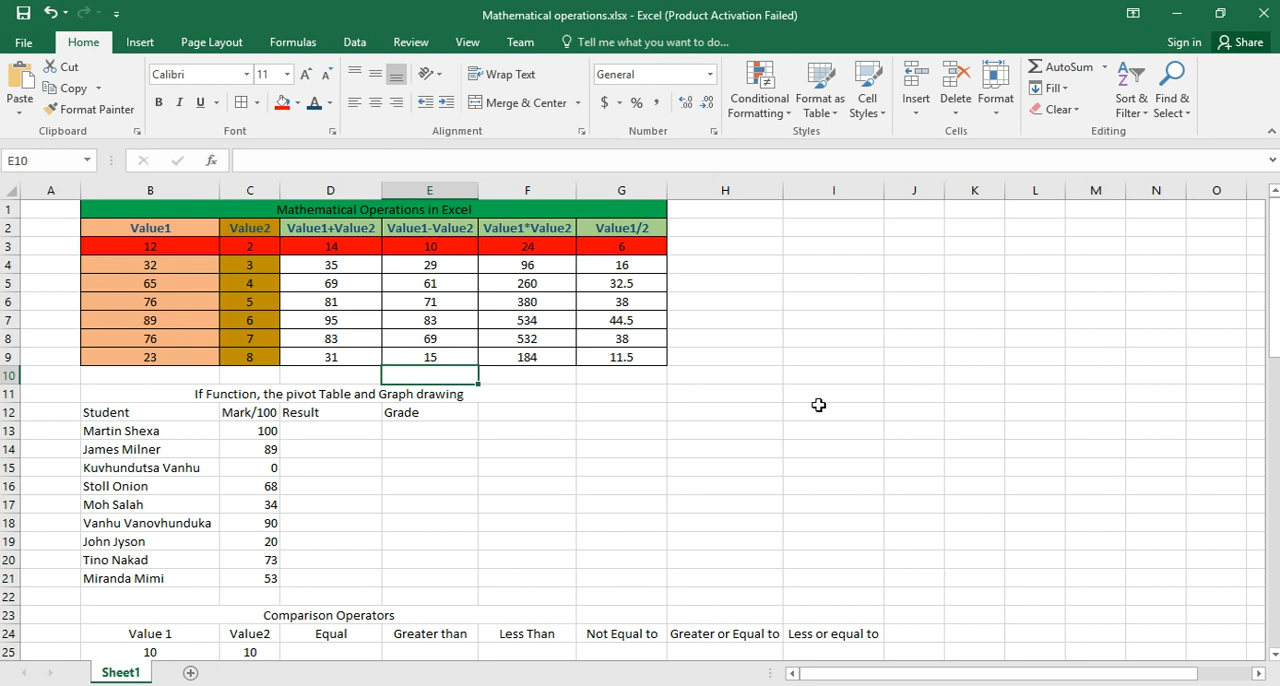 Mathematical operations.xlsx - Excel (Product Activation Failed)
File Home Insert Page Layout Formulas Data Review View Team Tell me what you want to do... Sign in Share
Paste Cut Copy Format Painter Clipboard
Calibri 11 A A B I U A Font
Wrap Text Merge & Center Alignment
General $ % , Number
Conditional Formatting Format as Table Cell Styles Styles
Insert Delete Format Cells
AutoSum Fill Clear Sort & Filter Find & Select Editing
E10 fx
A B C D E F G H I J K L M N O
1 Mathematical Operations in Excel
2 Value1 Value2 Value1+Value2 Value1-Value2 Value1*Value2 Value1/2
3 12 2 14 10 24 6
4 32 3 35 29 96 16
5 65 4 69 61 260 32.5
6 76 5 81 71 380 38
7 89 6 95 83 534 44.5
8 76 7 83 69 532 38
9 23 8 31 15 184 11.5
10
11 If Function, the pivot Table and Graph drawing
12 Student Mark/100 Result Grade
13 Martin Shexa 100
14 James Milner 89
15 Kuvhundutsa Vanhu 0
16 Stoll Onion 68
17 Moh Salah 34
18 Vanhu Vanovhunduka 90
19 John Jyson 20
20 Tino Nakad 73
21 Miranda Mimi 53
22
23 Comparison Operators
24 Value 1 Value2 Equal Greater than Less Than Not Equal to Greater or Equal to Less or equal to
25 10 10
Sheet1